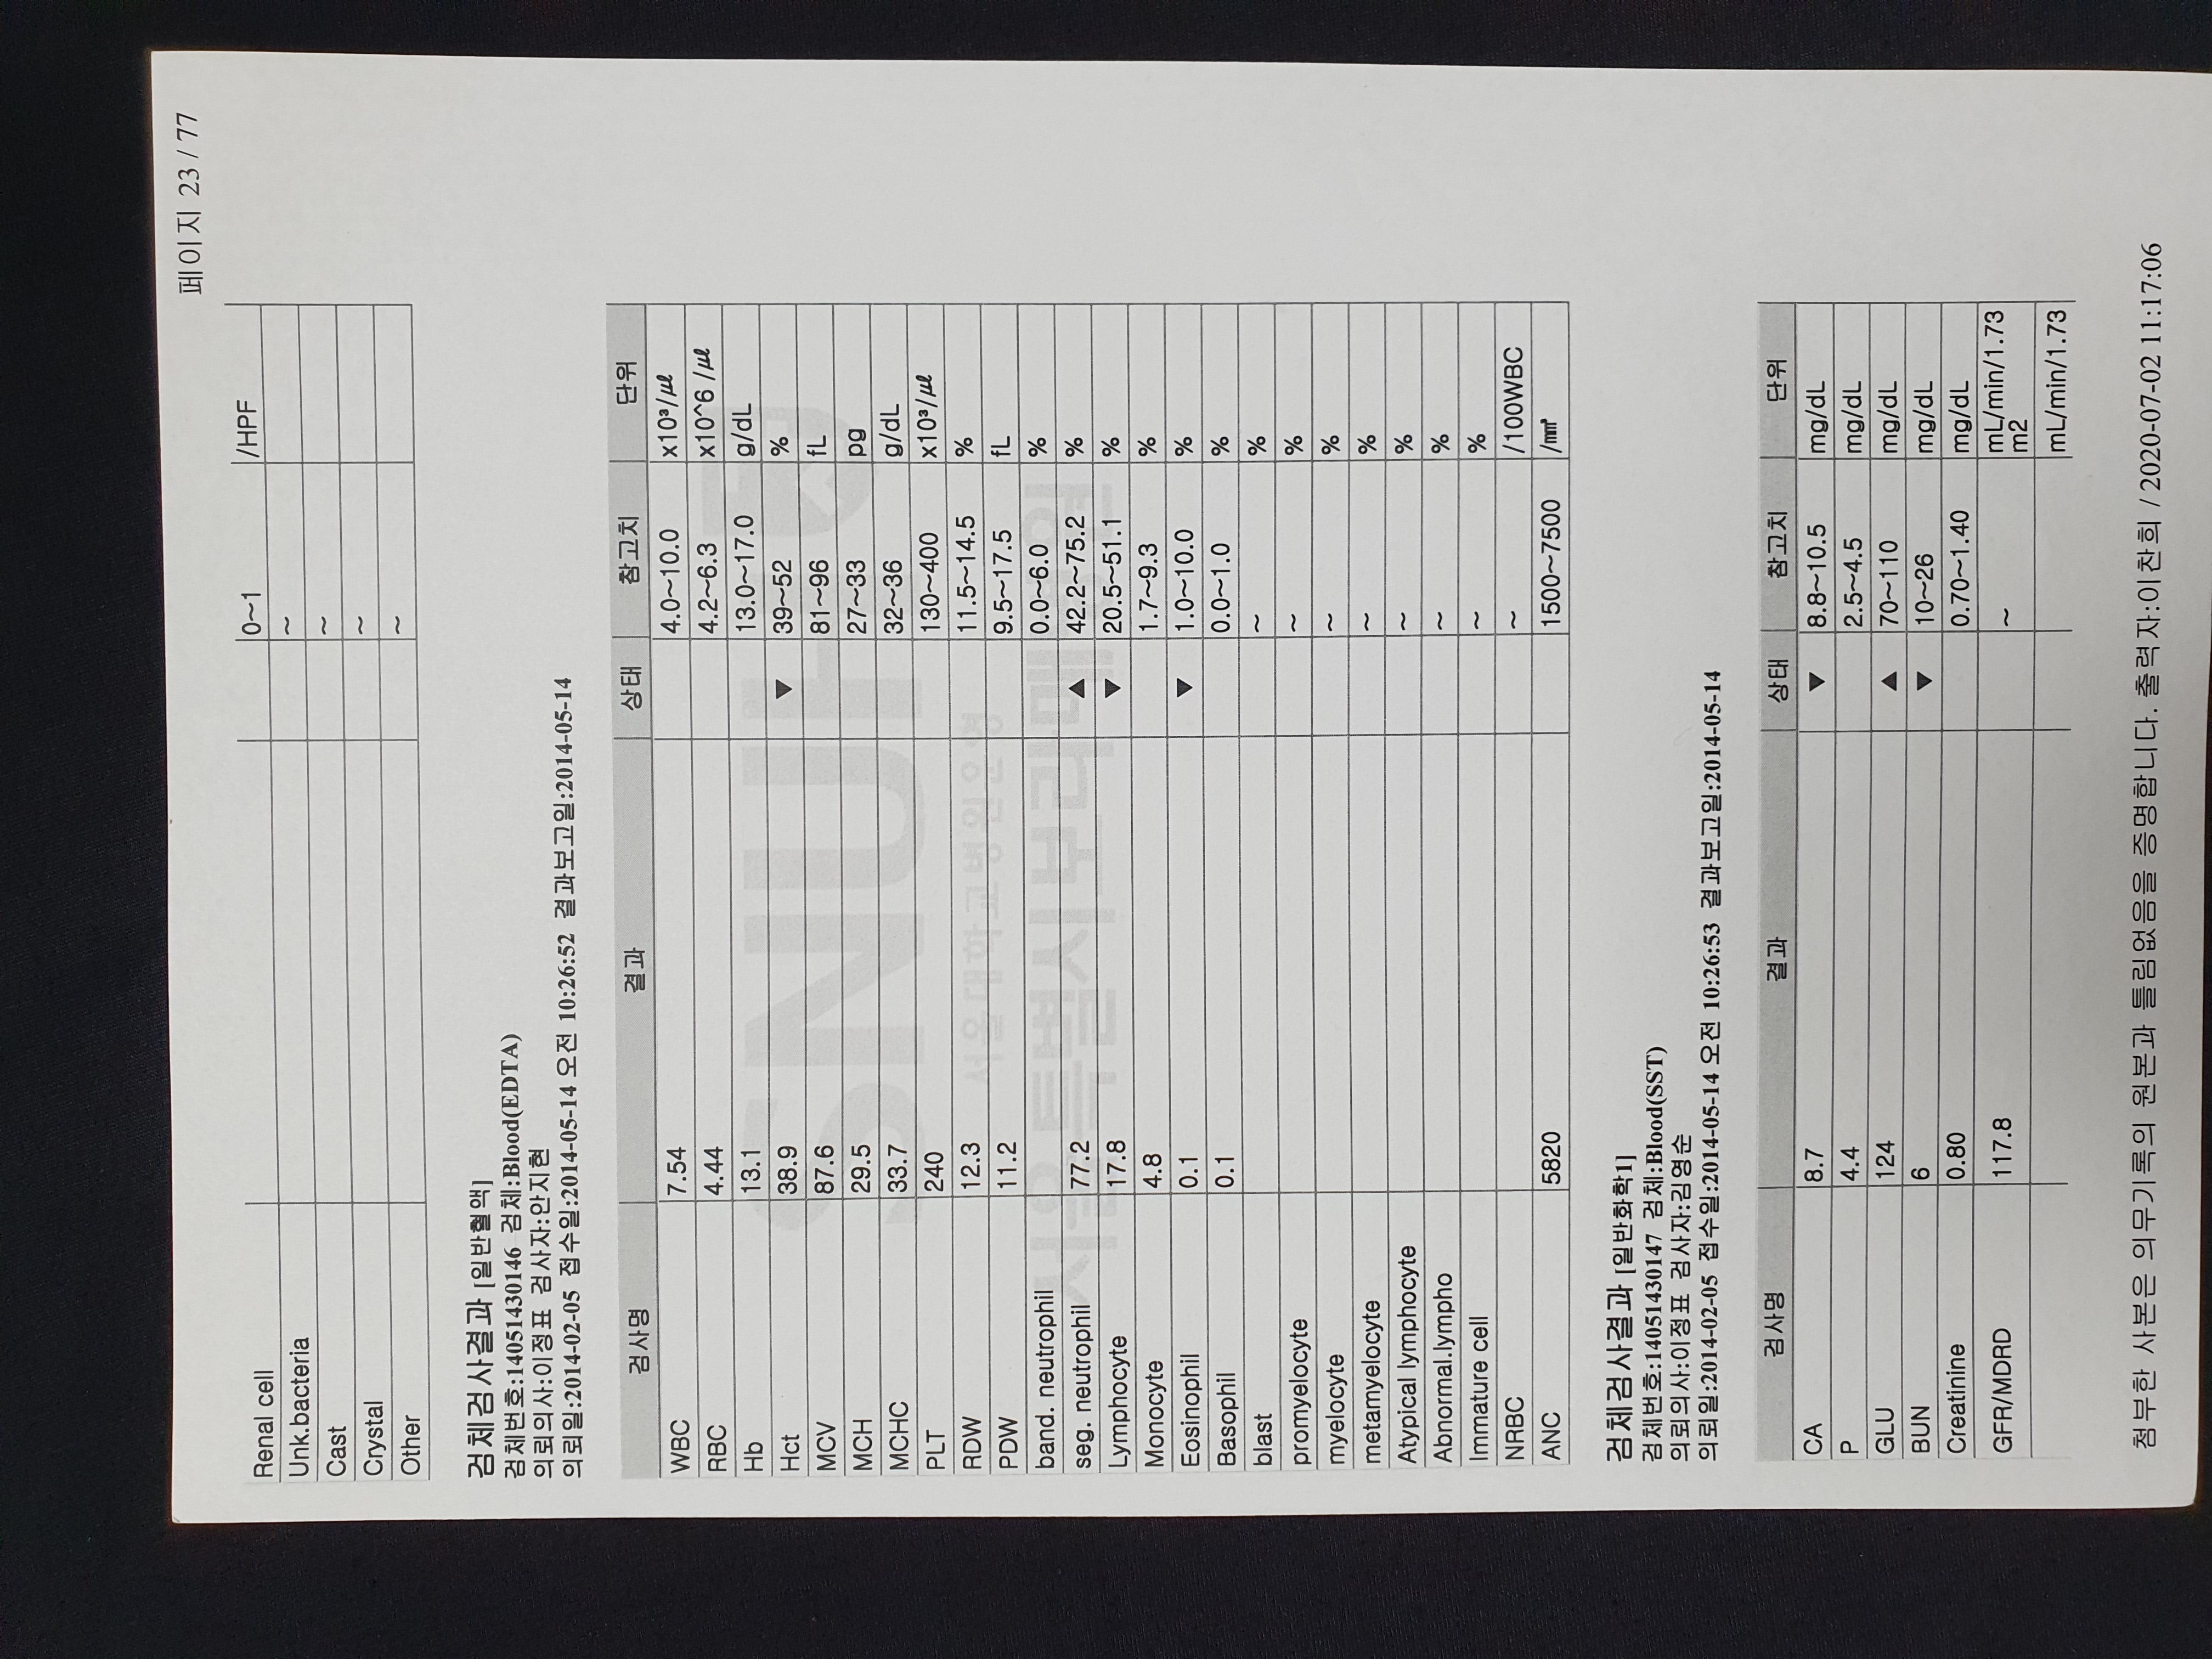 페이지 23 / 77
Renal cell 0~1 /HPF
Unk.bacteria ~
Cast ~
Crystal ~
Other ~
검체검사결과 [일반혈액]
검체번호:14051430146 검체:Blood(EDTA)
의뢰의사:이정표 검사자:안지현
의뢰일:2014-02-05 접수일:2014-05-14 오전 10:26:52 결과보고일:2014-05-14
검사명 결과 상태 참고치 단위
WBC 7.54 4.0~10.0 x10³/㎕
RBC 4.44 4.2~6.3 x10^6 /㎕
Hb 13.1 13.0~17.0 g/dL
Hct 38.9 ▼ 39~52 %
MCV 87.6 81~96 fL
MCH 29.5 27~33 pg
MCHC 33.7 32~36 g/dL
PLT 240 130~400 x10³/㎕
RDW 12.3 11.5~14.5 %
PDW 11.2 9.5~17.5 fL
band. neutrophil 0.0~6.0 %
seg. neutrophil 77.2 ▲ 42.2~75.2 %
Lymphocyte 17.8 ▼ 20.5~51.1 %
Monocyte 4.8 1.7~9.3 %
Eosinophil 0.1 ▼ 1.0~10.0 %
Basophil 0.1 0.0~1.0 %
blast ~ %
promyelocyte ~ %
myelocyte ~ %
metamyelocyte ~ %
Atypical lymphocyte ~ %
Abnormal.lympho ~ %
Immature cell ~ %
NRBC ~ /100WBC
ANC 5820 1500~7500 /㎣
SNUH
서울대학교병원운영
서울특별시보라매병원
검체검사결과 [일반화학1]
검체번호:14051430147 검체:Blood(SST)
의뢰의사:이정표 검사자:김영순
의뢰일:2014-02-05 접수일:2014-05-14 오전 10:26:53 결과보고일:2014-05-14
검사명 결과 상태 참고치 단위
CA 8.7 ▼ 8.8~10.5 mg/dL
P 4.4 2.5~4.5 mg/dL
GLU 124 ▲ 70~110 mg/dL
BUN 6 ▼ 10~26 mg/dL
Creatinine 0.80 0.70~1.40 mg/dL
GFR/MDRD 117.8 ~ mL/min/1.73
m2
mL/min/1.73
첨부한 사본은 의무기록의 원본과 틀림없음을 증명합니다. 출력자:이찬희 / 2020-07-02 11:17:06